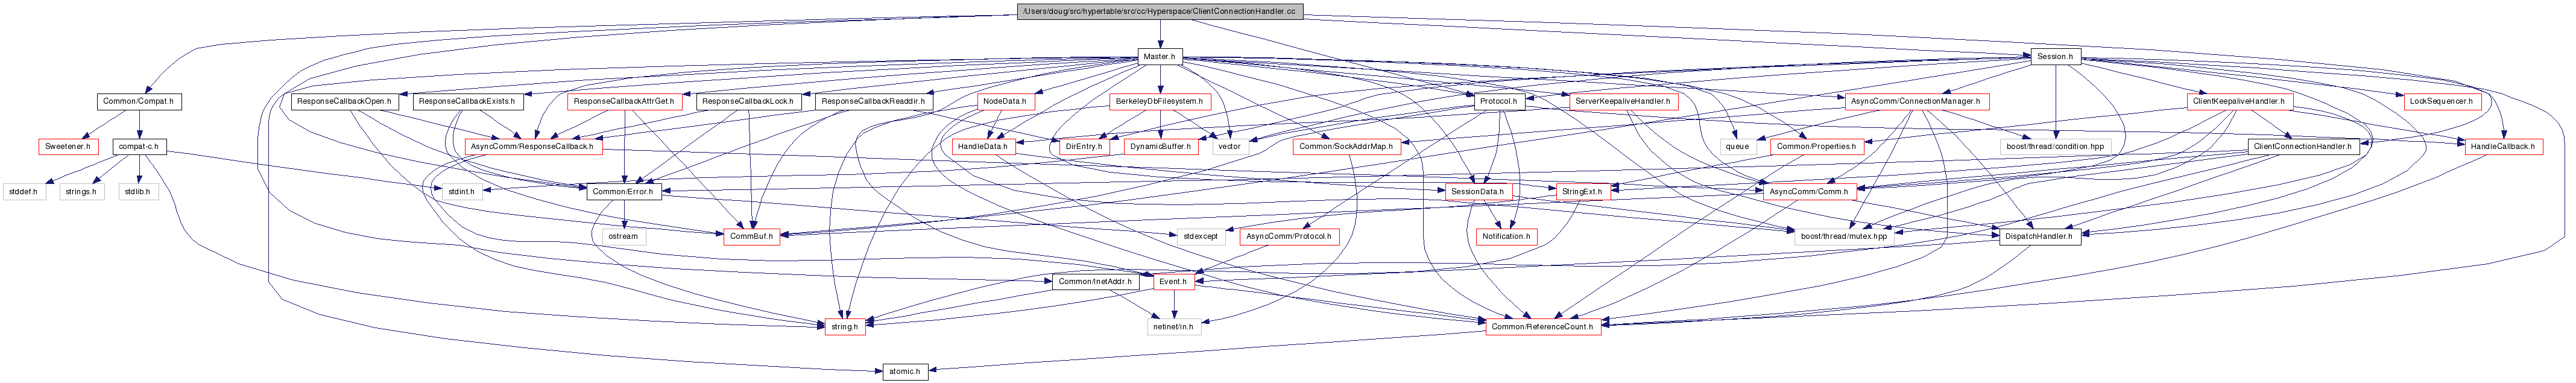 /Users/doug/src/hypertable/src/cc/Hyperspace/ClientConnectionHandler.cc
Master.h
Session.h
Common/Compat.h
ResponseCallbackOpen.h
ResponseCallbackExists.h
ResponseCallbackAttrGet.h
ResponseCallbackLock.h
ResponseCallbackReaddir.h
NodeData.h
BerkeleyDbFilesystem.h
Protocol.h
ServerKeepaliveHandler.h
AsyncComm/ConnectionManager.h
ClientKeepaliveHandler.h
LockSequencer.h
Sweetener.h
compat-c.h
AsyncComm/ResponseCallback.h
HandleData.h
DirEntry.h
DynamicBuffer.h
vector
Common/SockAddrMap.h
queue
Common/Properties.h
boost/thread/condition.hpp
ClientConnectionHandler.h
HandleCallback.h
stddef.h
strings.h
stdlib.h
stdint.h
Common/Error.h
SessionData.h
StringExt.h
AsyncComm/Comm.h
ostream
CommBuf.h
stdexcept
AsyncComm/Protocol.h
Notification.h
boost/thread/mutex.hpp
DispatchHandler.h
Common/InetAddr.h
Event.h
string.h
netinet/in.h
Common/ReferenceCount.h
atomic.h